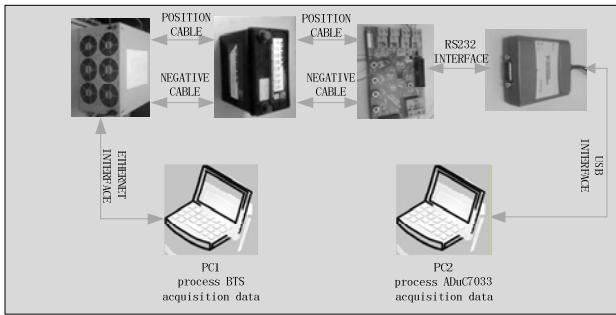 POSITION
CABLE
POSITION
CABLE
NEGATIVE
CABLE
NEGATIVE
CABLE
RS232
INTERFACE
ETHERNET
INTERFACE
USB
INTERFACE
PC1
process BTS
acquisition data
PC2
process ADuC7033
acquisition data